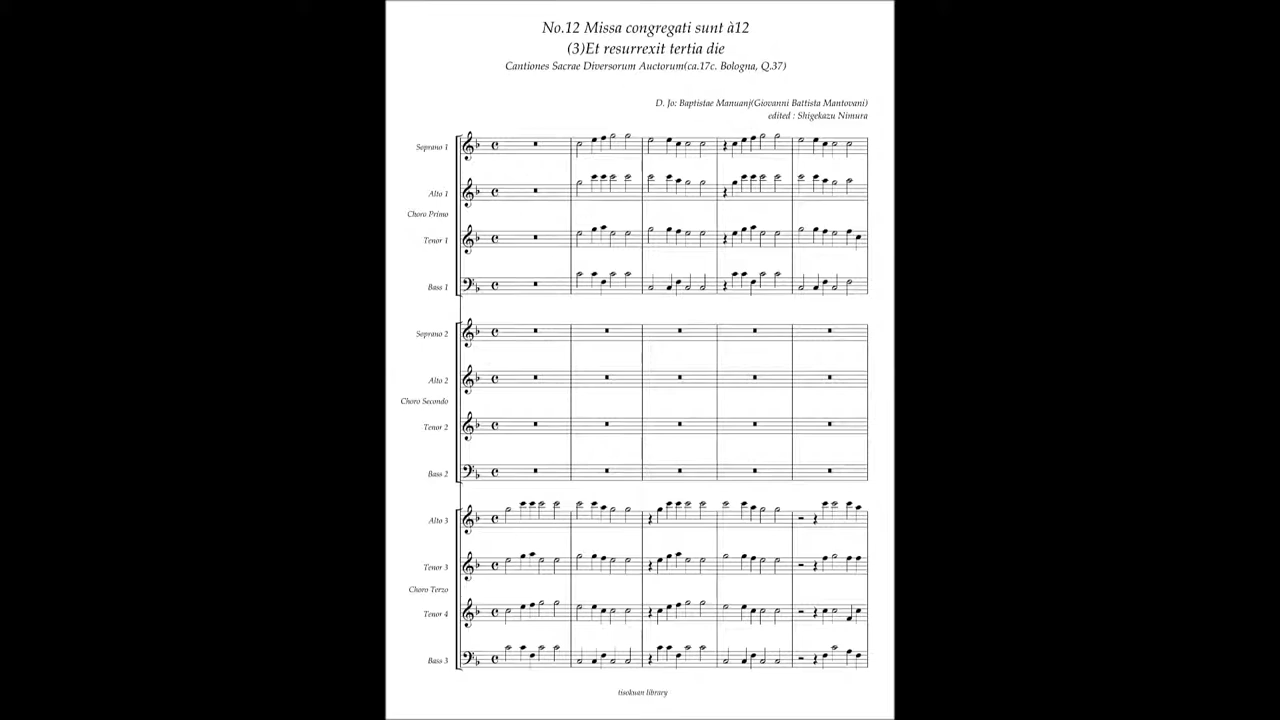 No.12 Missa congregati sunt à12
(3)Et resurrexit tertia die
Cantiones Sacrae Diversorum Auctorum(ca.17c. Bologna, Q.37)
D. Jo: Baptistae Manuanj(Giovanni Battista Mantovani)
edited : Shigekazu Nimura
Soprano 1
Alto 1
Choro Primo
Tenor 1
Bass 1
Soprano 2
Alto 2
Choro Secondo
Tenor 2
Bass 2
Alto 3
Tenor 3
Choro Terzo
Tenor 4
Bass 3
tisokuan library